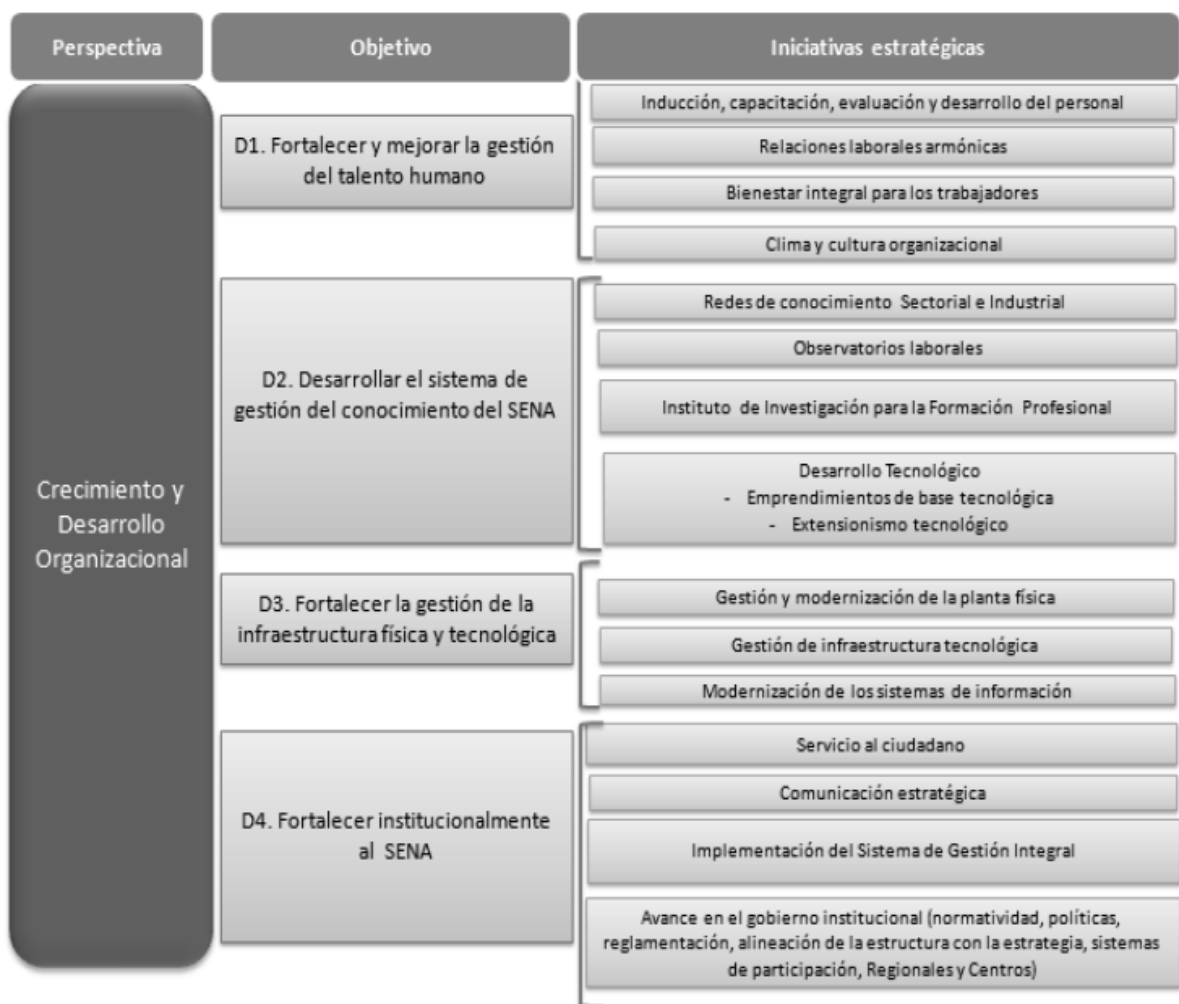 Perspectiva
Objetivo
Iniciativas estratégicas
Crecimiento y
Desarrollo
Organizacional
D1. Fortalecer y mejorar la gestión
del talento humano
Inducción, capacitación, evaluación y desarrollo del personal
Relaciones laborales armónicas
Bienestar integral para los trabajadores
Clima y cultura organizacional
D2. Desarrollar el sistema de
gestión del conocimiento del SENA
Redes de conocimiento Sectorial e Industrial
Observatorios laborales
Instituto de Investigación para la Formación Profesional
Desarrollo Tecnológico
- Emprendimientos de base tecnológica
- Extensionismo tecnológico
D3. Fortalecer la gestión de la
infraestructura física y tecnológica
Gestión y modernización de la planta física
Gestión de infraestructura tecnológica
Modernización de los sistemas de información
D4. Fortalecer institucionalmente
al SENA
Servicio al ciudadano
Comunicación estratégica
Implementación del Sistema de Gestión Integral
Avance en el gobierno institucional (normatividad, políticas,
reglamentación, alineación de la estructura con la estrategia, sistemas
de participación, Regionales y Centros)